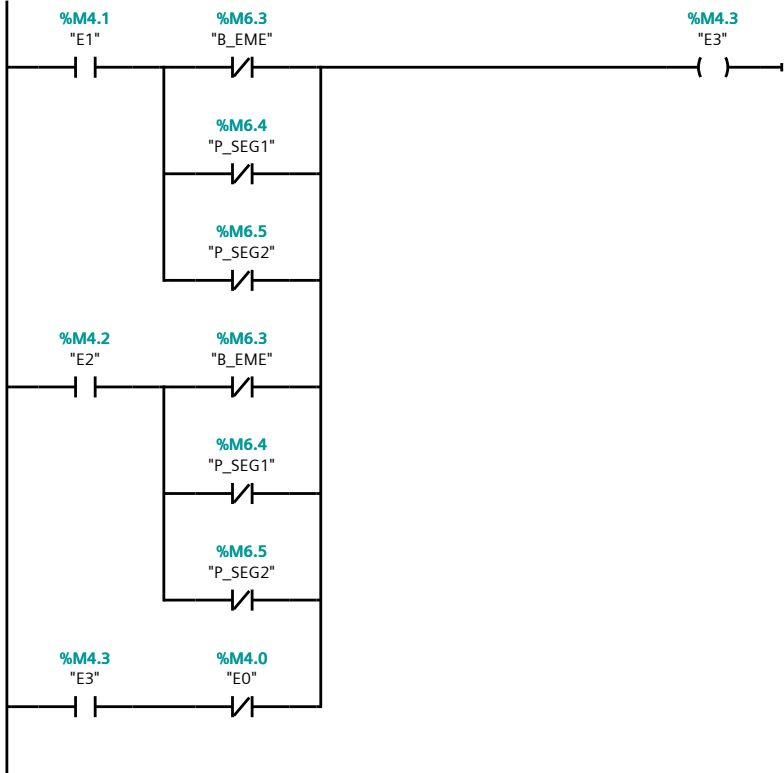 %M4.1 %M6.3 %M4.3
"E1" "B_EME" "E3"
%M6.4
"P_SEG1"
%M6.5
"P_SEG2"
%M4.2 %M6.3
"E2" "B_EME"
%M6.4
"P_SEG1"
%M6.5
"P_SEG2"
%M4.3 %M4.0
"E3" "E0"